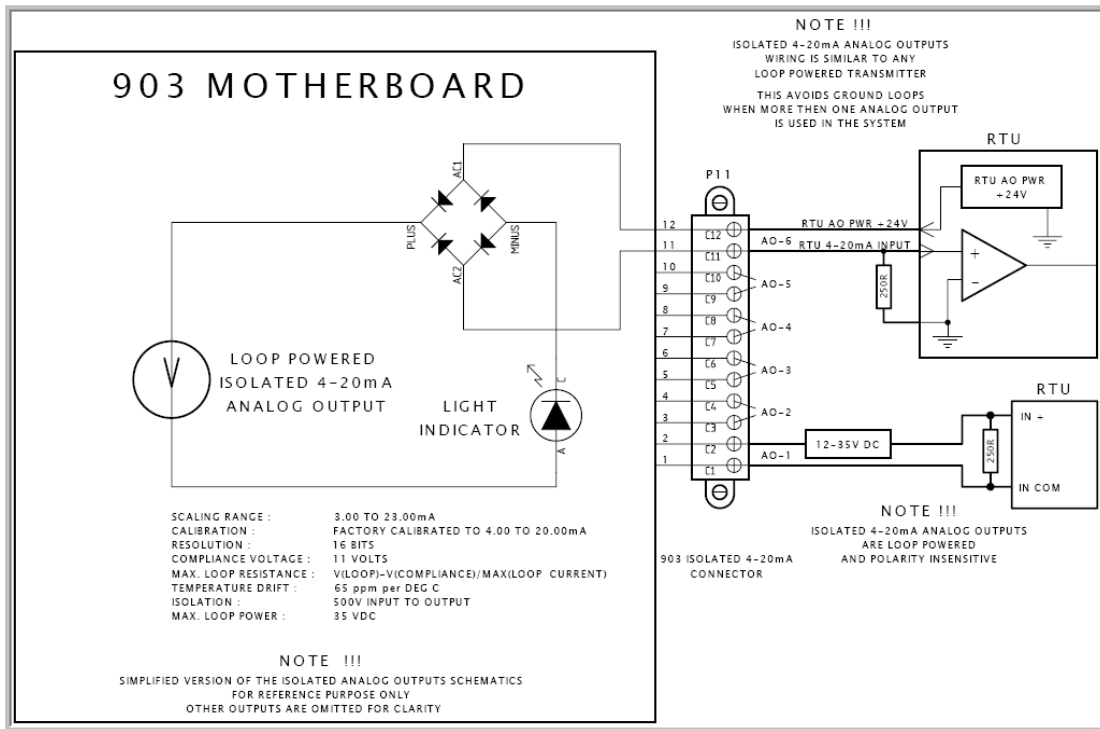 NOTE !!!
ISOLATED 4-20mA ANALOG OUTPUTS
WIRING IS SIMILAR TO ANY
LOOP POWERED TRANSMITTER
THIS AVOIDS GROUND LOOPS
WHEN MORE THEN ONE ANALOG OUTPUT
IS USED IN THE SYSTEM
903 MOTHERBOARD
AC1
PLUS
MINUS
AC2
LOOP POWERED
ISOLATED 4-20mA
ANALOG OUTPUT
LIGHT
INDICATOR
C
A
P11
12
11
10
9
8
7
6
5
4
3
2
1
C12
C11
C10
C9
C8
C7
C6
C5
C4
C3
C2
C1
AO-6
AO-5
AO-4
AO-3
AO-2
AO-1
RTU
RTU AO PWR
+24V
RTU AO PWR +24V
RTU 4-20mA INPUT
250R
+
-
12-35V DC
RTU
IN +
250R
IN COM
NOTE !!!
ISOLATED 4-20mA ANALOG OUTPUTS
ARE LOOP POWERED
AND POLARITY INSENSITIVE
903 ISOLATED 4-20mA
CONNECTOR
SCALING RANGE : 3.00 TO 23.00mA
CALIBRATION : FACTORY CALIBRATED TO 4.00 TO 20.00mA
RESOLUTION : 16 BITS
COMPLIANCE VOLTAGE : 11 VOLTS
MAX. LOOP RESISTANCE : V(LOOP)-V(COMPLIANCE)/MAX(LOOP CURRENT)
TEMPERATURE DRIFT : 65 ppm per DEG C
ISOLATION : 500V INPUT TO OUTPUT
MAX. LOOP POWER : 35 VDC
NOTE !!!
SIMPLIFIED VERSION OF THE ISOLATED ANALOG OUTPUTS SCHEMATICS
FOR REFERENCE PURPOSE ONLY
OTHER OUTPUTS ARE OMITTED FOR CLARITY